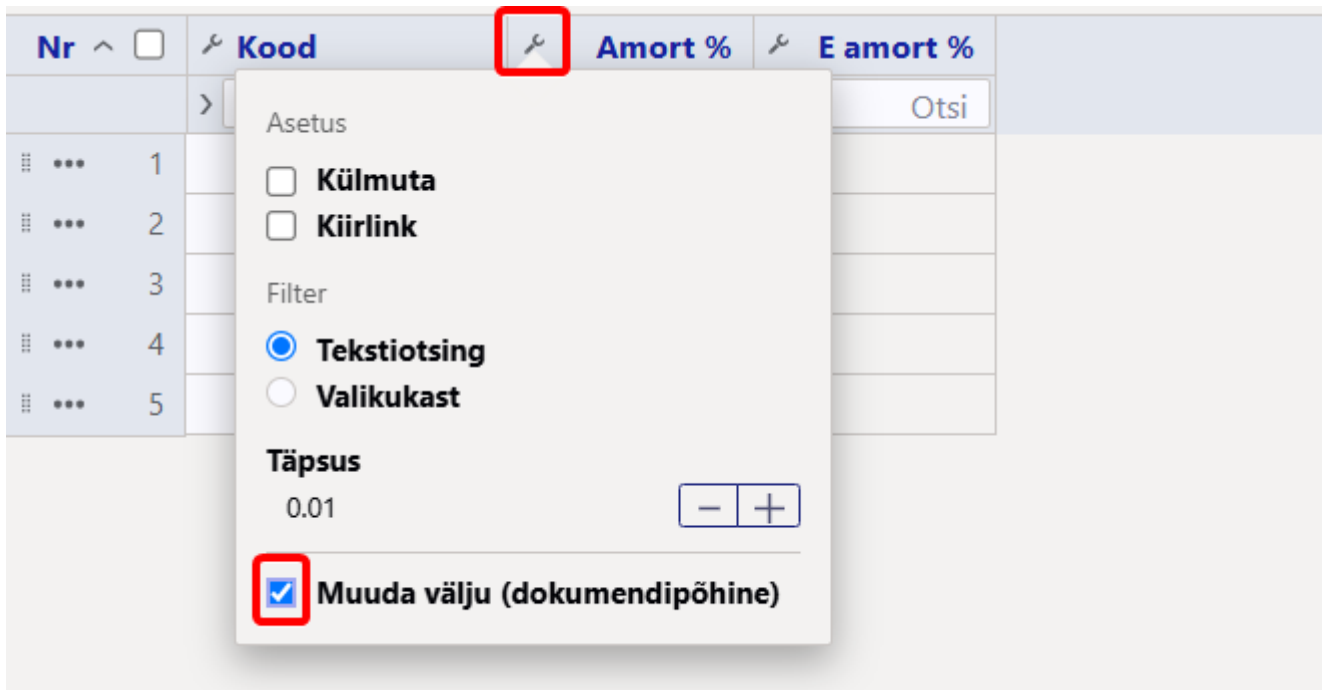 Nr Kood Amort % E amort %
Otsi
Asetus
1
Külmuta
2
Kiirlink
3
Filter
4
Tekstiotsing
5
Valikukast
Täpsus
0.01
Muuda välju (dokumendipõhine)